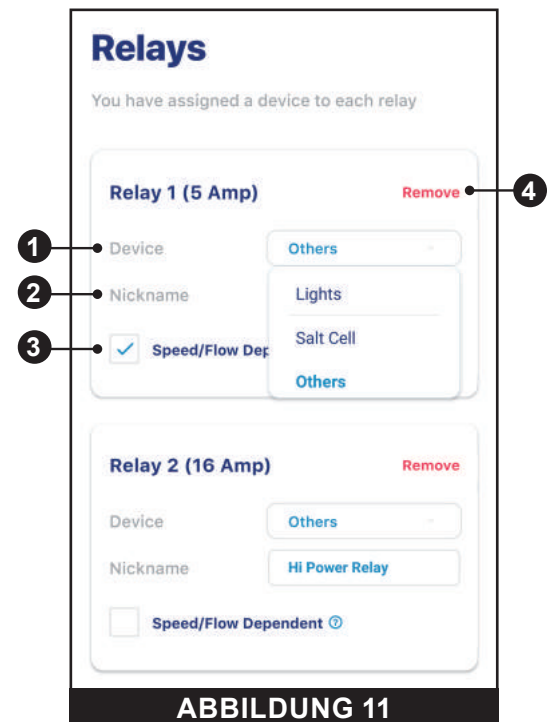 Relays
You have assigned a device to each relay
Relay 1 (5 Amp) Remove 4
1 Device Others
2 Nickname Lights
Salt Cell
3 Speed/Flow Dep
Others
Relay 2 (16 Amp) Remove
Device Others
Nickname Hi Power Relay
Speed/Flow Dependent ?
ABBILDUNG 11